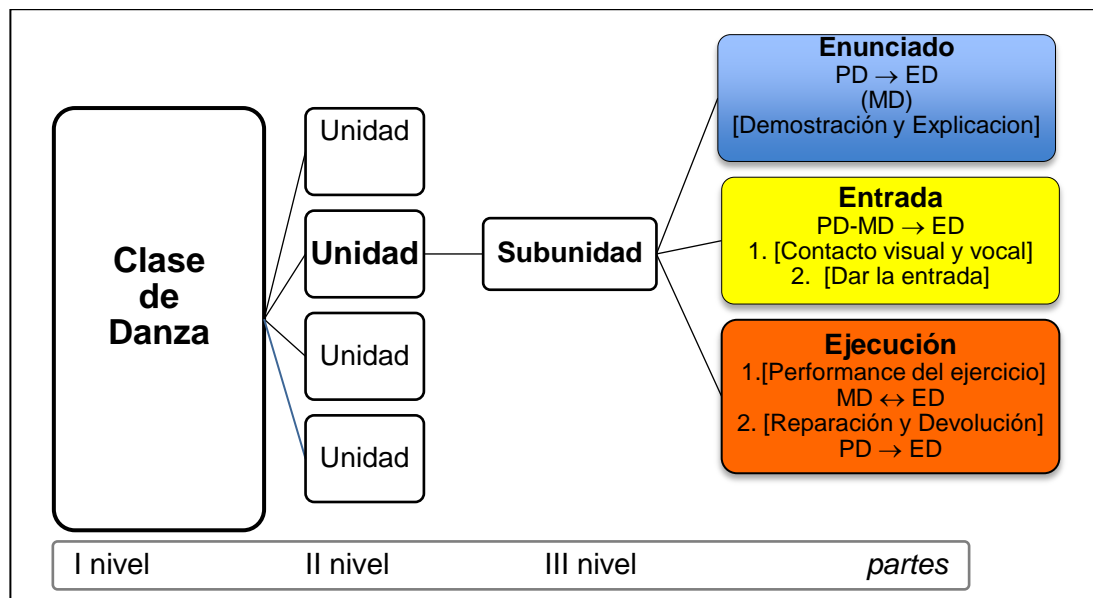 Clase
de
Danza
Unidad
Unidad
Unidad
Unidad
Subunidad
Enunciado
PD → ED
(MD)
[Demostración y Explicacion]
Entrada
PD-MD → ED
1. [Contacto visual y vocal]
2. [Dar la entrada]
Ejecución
1.[Performance del ejercicio]
MD ↔ ED
2. [Reparación y Devolución]
PD → ED
I nivel II nivel III nivel partes